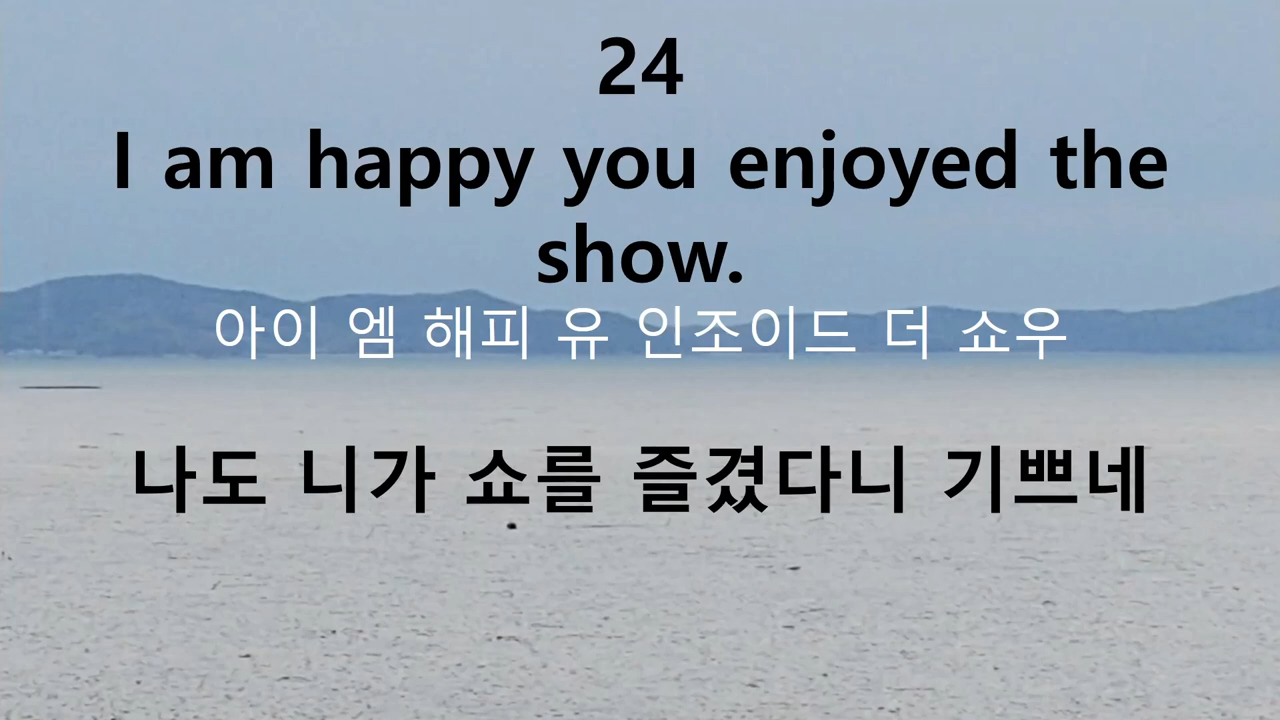 24
I am happy you enjoyed the
show.
아이 엠 해피 유 인조이드 더 쇼우
나도 니가 쇼를 즐겼다니 기쁘네